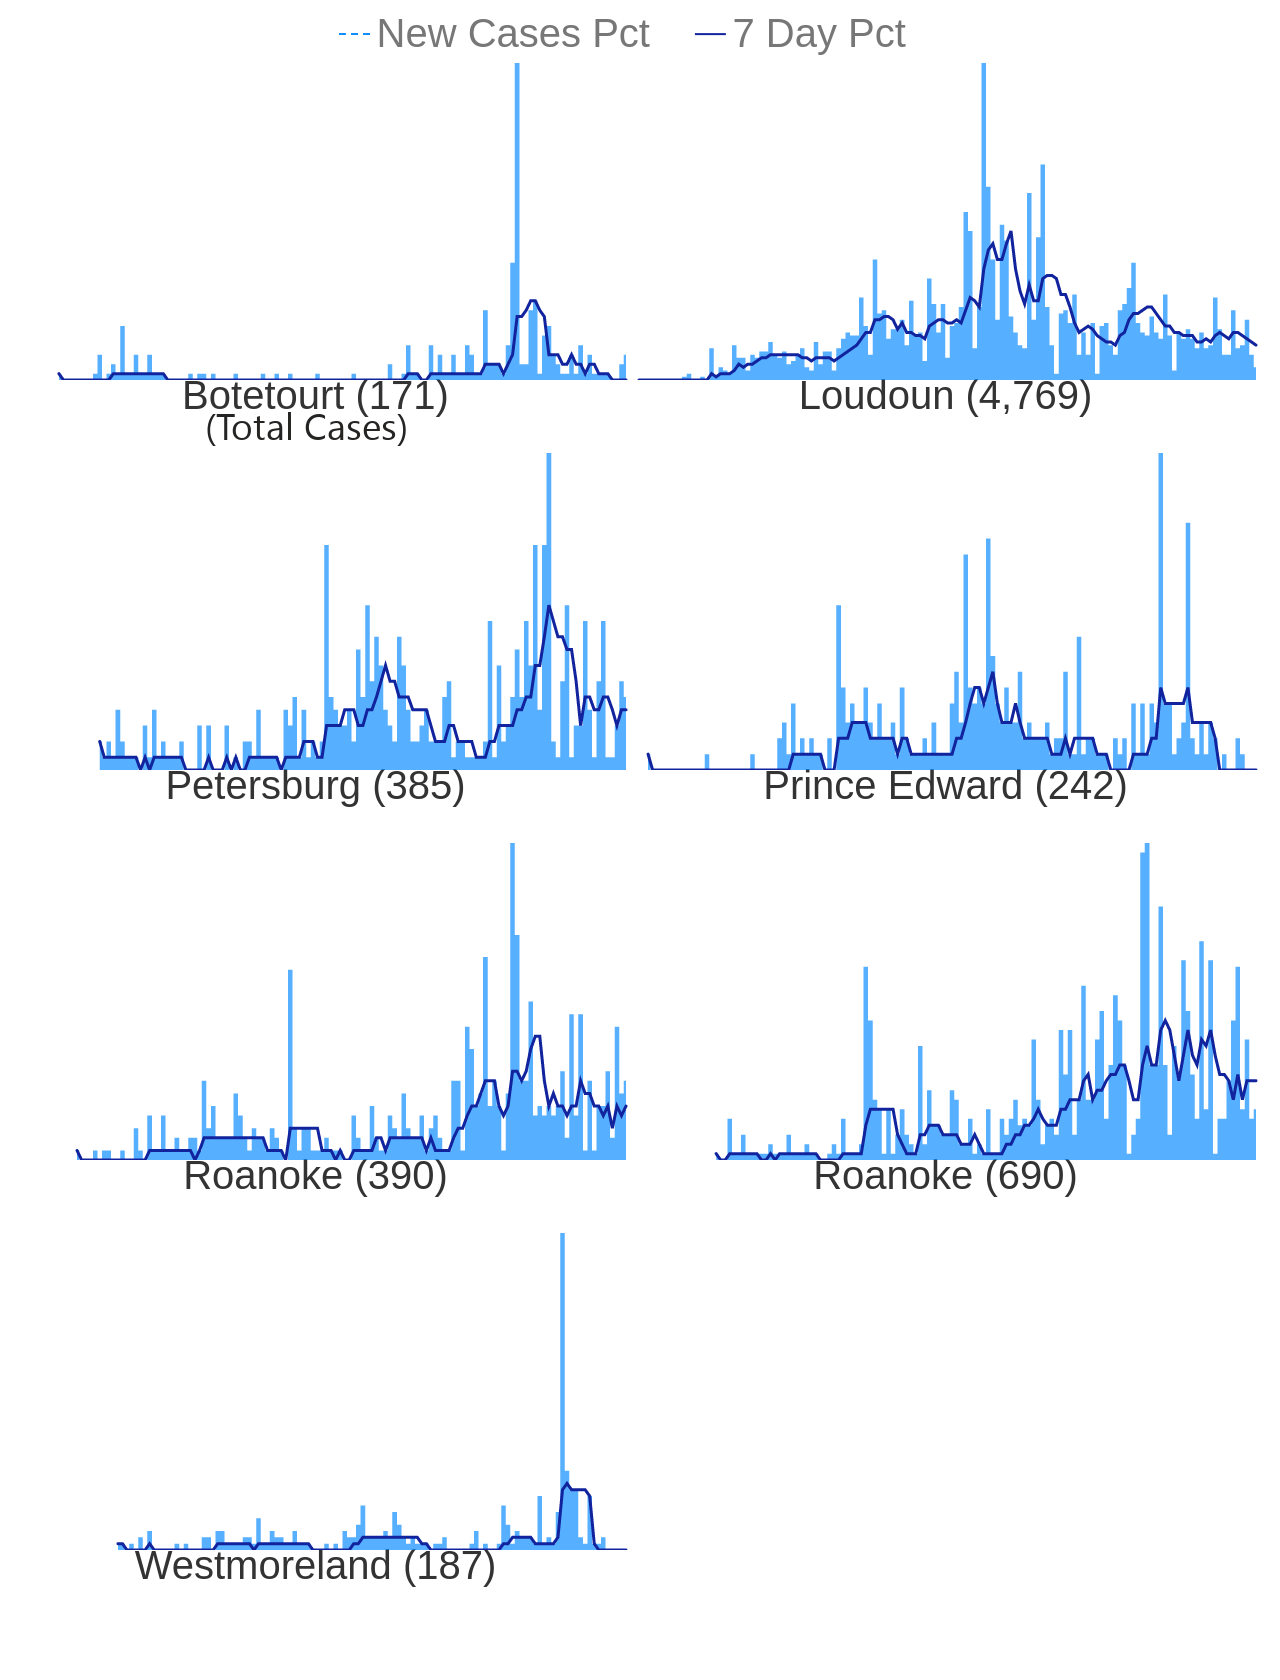 New Cases Pct 7 Day Pct
Botetourt (171) Loudoun (4,769)
(Total Cases)
Petersburg (385) Prince Edward (242)
Roanoke (390) Roanoke (690)
Westmoreland (187)